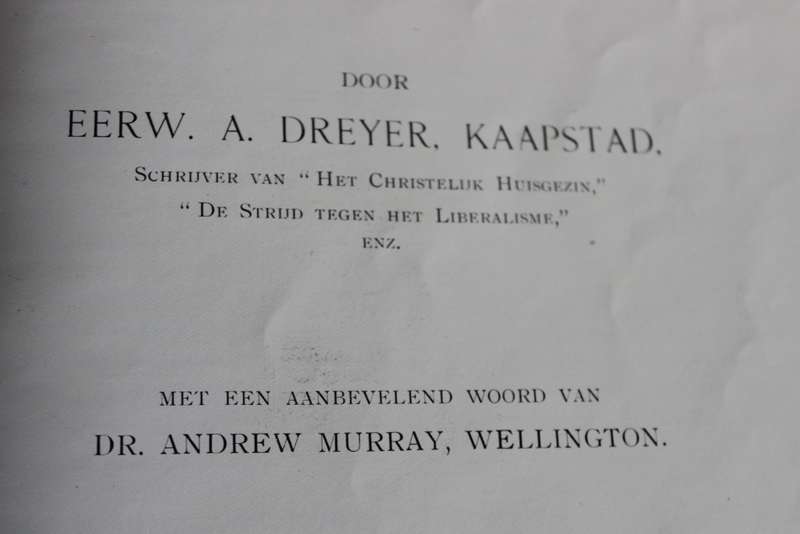 DOOR
EERW. A. DREYER, KAAPSTAD.
SCHRIJVER VAN “HET CHRISTELIJK HUISGEZIN,”
“DE STRIJD TEGEN HET LIBERALISME,”
ENZ.
MET EEN AANBEVELEND WOORD VAN
DR. ANDREW MURRAY, WELLINGTON.